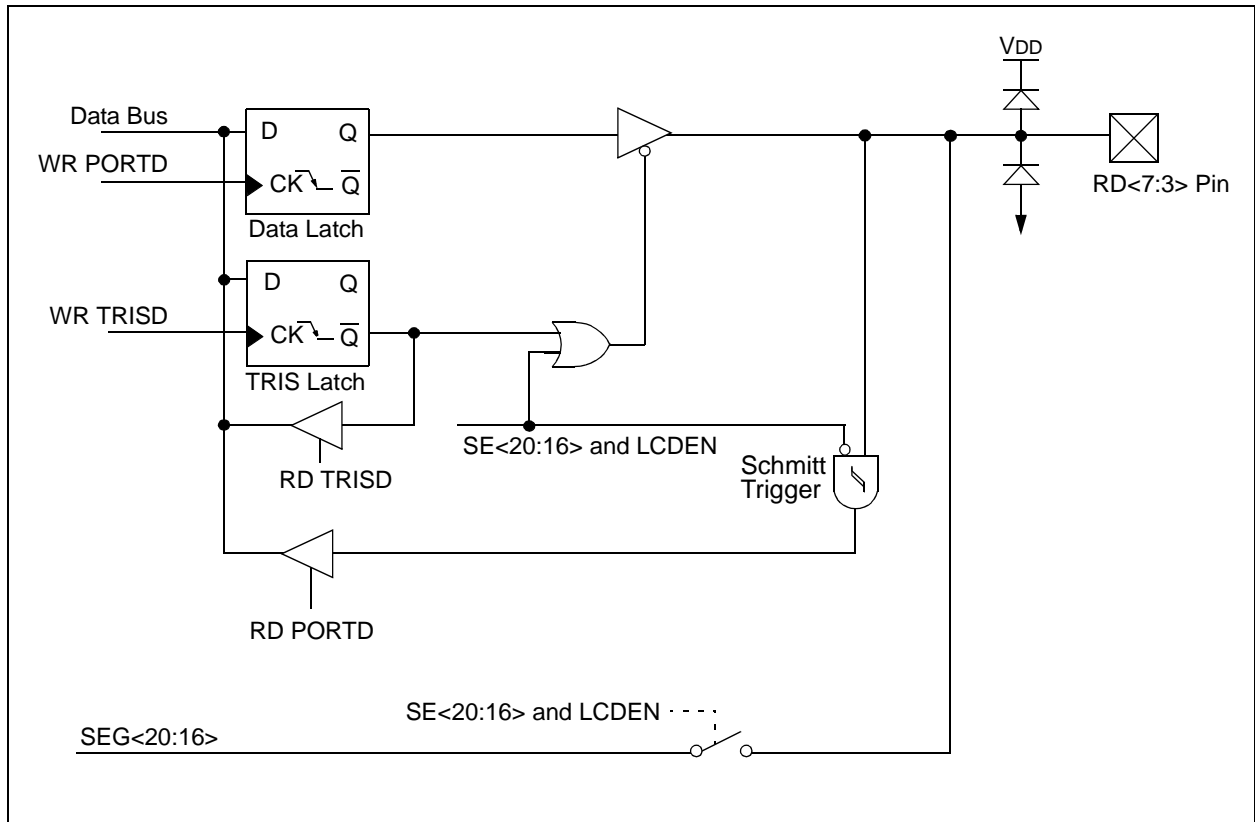 VDD
Data Bus
D Q
WR PORTD
CK Q̅
RD<7:3> Pin
Data Latch
D Q
WR TRISD
CK Q̅
TRIS Latch
SE<20:16> and LCDEN
Schmitt
Trigger
RD TRISD
RD PORTD
SE<20:16> and LCDEN
SEG<20:16>